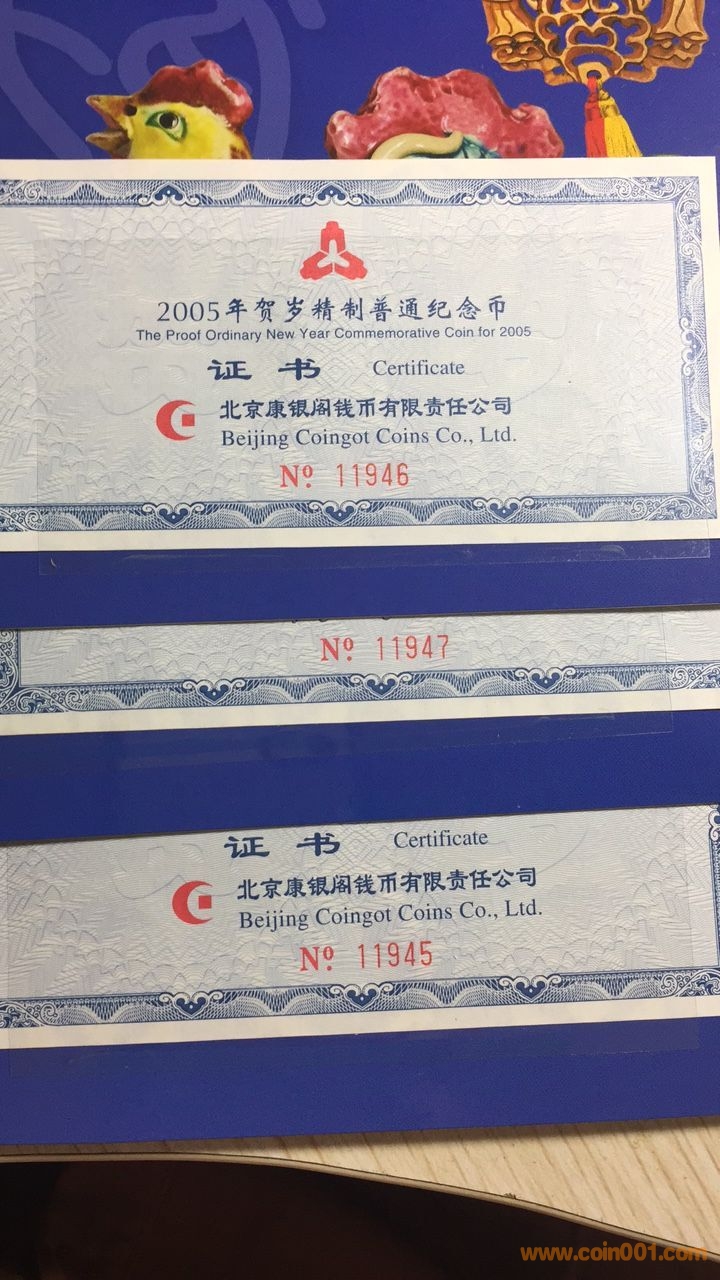 2005年贺岁精制普通纪念币
The Proof Ordinary New Year Commemorative Coin for 2005
证 书 Certificate
北京康银阁钱币有限责任公司
Beijing Coingot Coins Co., Ltd.
Nº 11946
Nº 11947
证 书 Certificate
北京康银阁钱币有限责任公司
Beijing Coingot Coins Co., Ltd.
Nº 11945
www.coin001.com